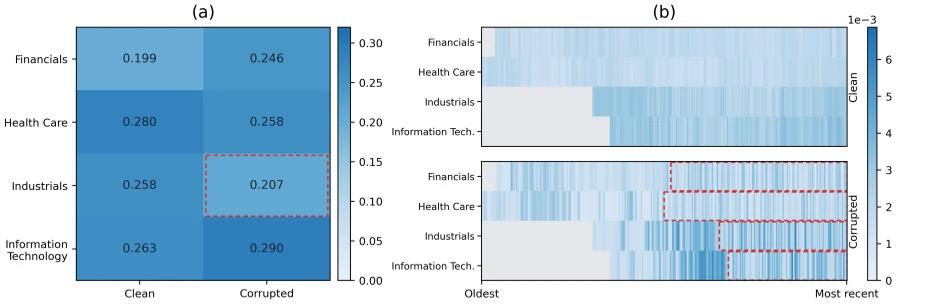 (a)
Financials
Health Care
Industrials
Information
Technology
0.199
0.246
0.280
0.258
0.258
0.207
0.263
0.290
Clean
Corrupted
0.30
0.25
0.20
0.15
0.10
0.05
0.00
(b)
Financials
Health Care
Industrials
Information Tech.
Clean
Financials
Health Care
Industrials
Information Tech.
Corrupted
Oldest
Most recent
1e−3
6
5
4
3
2
1
0